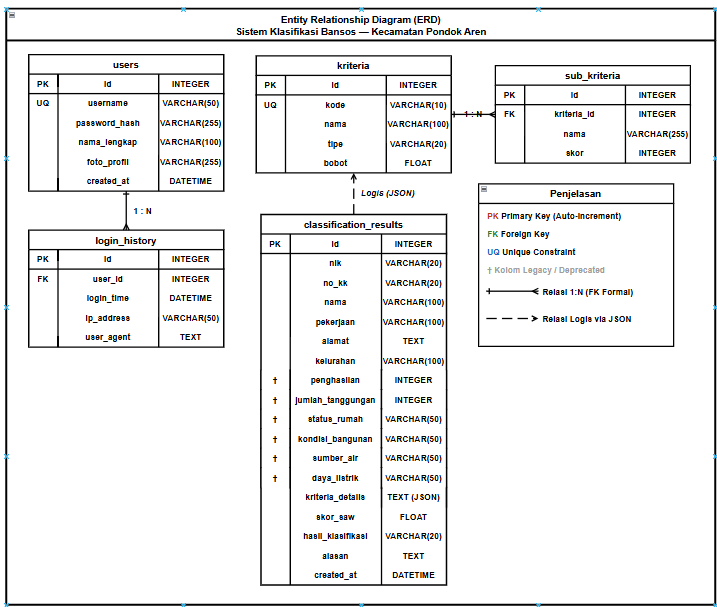 Entity Relationship Diagram (ERD)
Sistem Klasifikasi Bansos — Kecamatan Pondok Aren
users
PK id INTEGER
UQ username VARCHAR(50)
password_hash VARCHAR(255)
nama_lengkap VARCHAR(100)
foto_profil VARCHAR(255)
created_at DATETIME
1 : N
login_history
PK id INTEGER
FK user_id INTEGER
login_time DATETIME
ip_address VARCHAR(50)
user_agent TEXT
kriteria
PK id INTEGER
UQ kode VARCHAR(10)
nama VARCHAR(100)
tipe VARCHAR(20)
bobot FLOAT
1 : N
sub_kriteria
PK id INTEGER
FK kriteria_id INTEGER
nama VARCHAR(255)
skor INTEGER
Logis (JSON)
classification_results
PK id INTEGER
nik VARCHAR(20)
no_kk VARCHAR(20)
nama VARCHAR(100)
pekerjaan VARCHAR(100)
alamat TEXT
kelurahan VARCHAR(100)
† penghasilan INTEGER
† jumlah_tanggungan INTEGER
† status_rumah VARCHAR(50)
† kondisi_bangunan VARCHAR(50)
† sumber_air VARCHAR(50)
† daya_listrik VARCHAR(50)
kriteria_details TEXT (JSON)
skor_saw FLOAT
hasil_klasifikasi VARCHAR(20)
alasan TEXT
created_at DATETIME
Penjelasan
PK Primary Key (Auto-Increment)
FK Foreign Key
UQ Unique Constraint
† Kolom Legacy / Deprecated
Relasi 1:N (FK Formal)
Relasi Logis via JSON